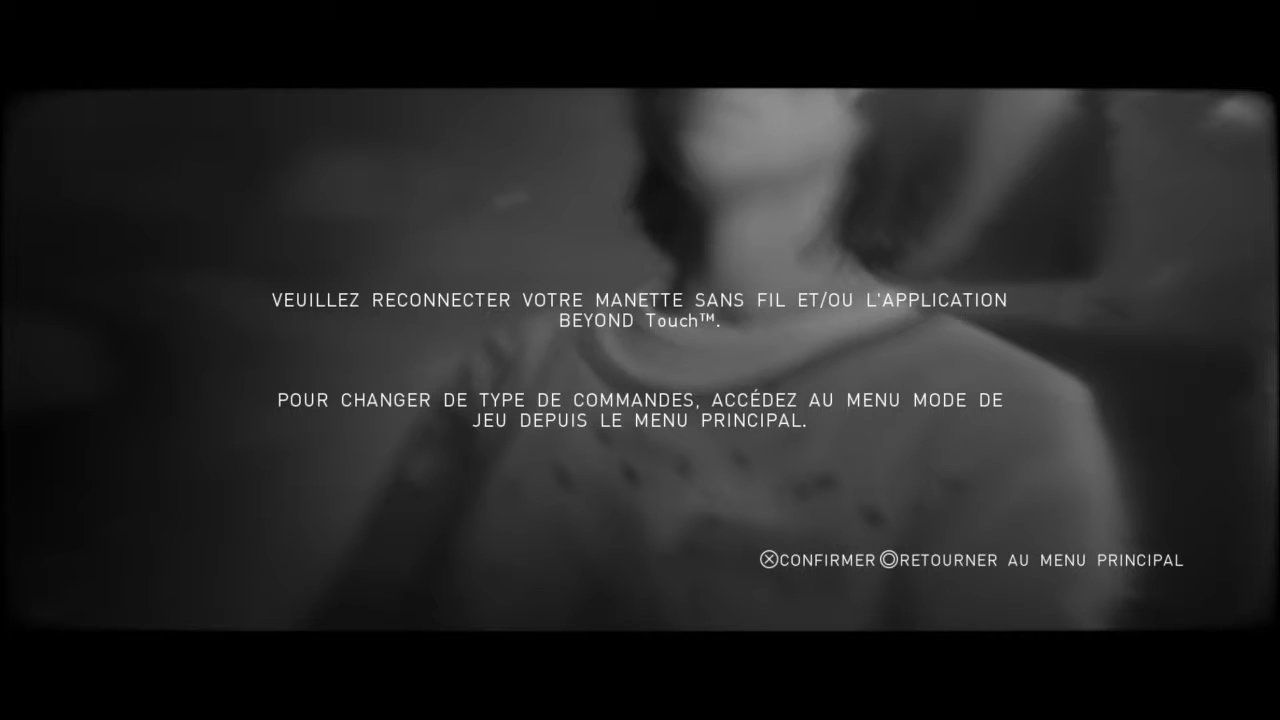 VEUILLEZ RECONNECTER VOTRE MANETTE SANS FIL ET/OU L'APPLICATION
BEYOND Touch™.
POUR CHANGER DE TYPE DE COMMANDES, ACCÉDEZ AU MENU MODE DE
JEU DEPUIS LE MENU PRINCIPAL.
CONFIRMER RETOURNER AU MENU PRINCIPAL